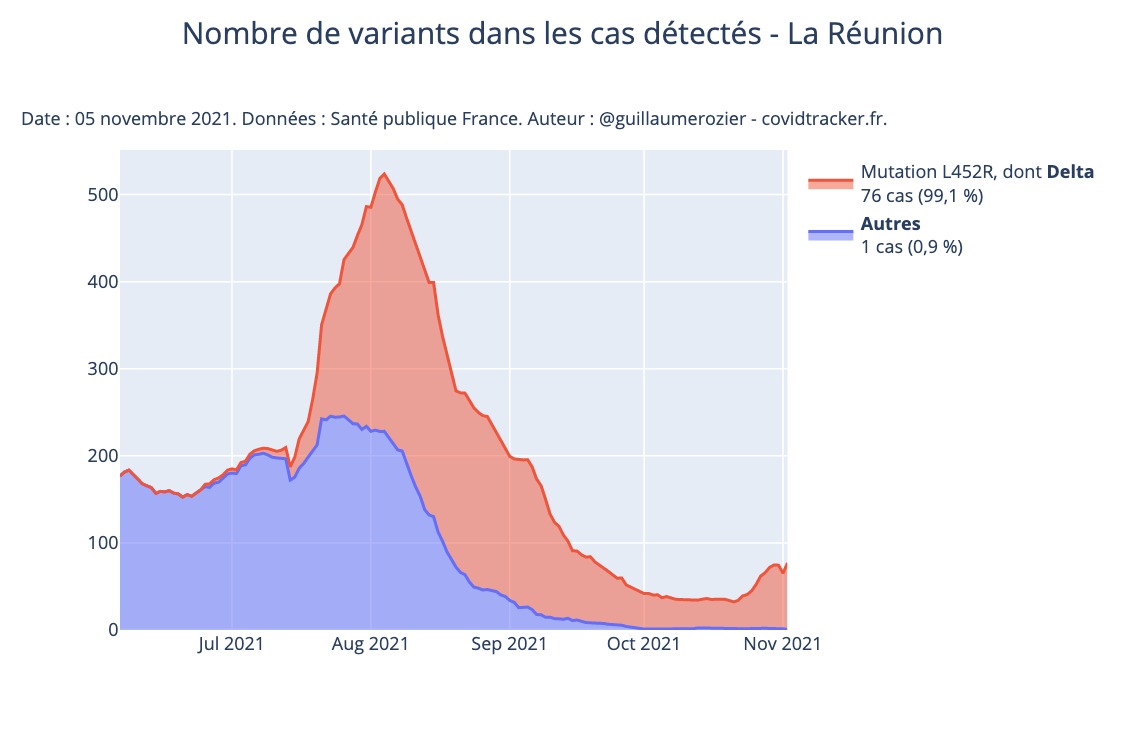 Nombre de variants dans les cas détectés - La Réunion
Date : 05 novembre 2021. Données : Santé publique France. Auteur : @guillaumerozier - covidtracker.fr.
Mutation L452R, dont Delta
76 cas (99,1 %)
Autres
1 cas (0,9 %)
500
400
300
200
100
0
Jul 2021
Aug 2021
Sep 2021
Oct 2021
Nov 2021